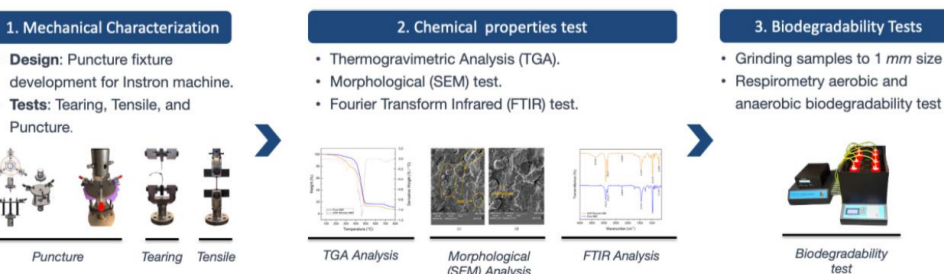 1. Mechanical Characterization
Design: Puncture fixture
development for Instron machine.
Tests: Tearing, Tensile, and
Puncture.
Puncture
Tearing
Tensile
2. Chemical properties test
• Thermogravimetric Analysis (TGA).
• Morphological (SEM) test.
• Fourier Transform Infrared (FTIR) test.
Temperature (°C)
TGA Analysis
Morphological
(SEM) Analysis
FTIR Analysis
3. Biodegradability Tests
• Grinding samples to 1 mm size
• Respirometry aerobic and
anaerobic biodegradability test
Biodegradability
test